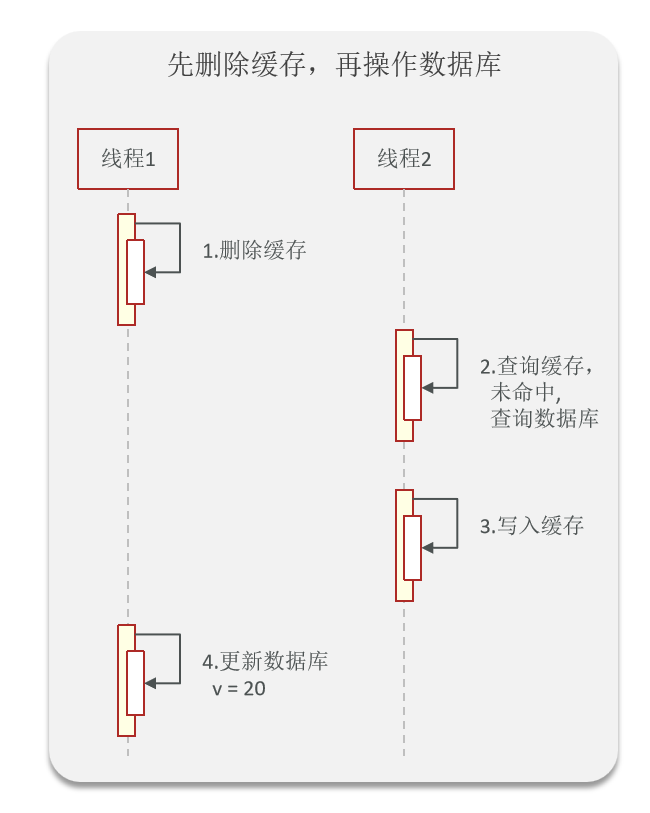 先删除缓存，再操作数据库
线程1
线程2
1.删除缓存
2.查询缓存，
未命中,
查询数据库
3.写入缓存
4.更新数据库
v = 20